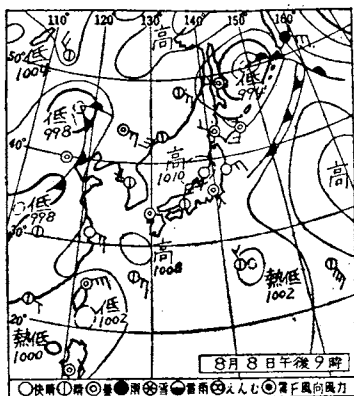 110° 120° 130° 140° 150° 160°
50°
低
1004
高
低
994
低
998
40°
高
1010
高
低
998
30°
高
1008
低
1002
熱低
1002
20°
熱低
1000
8月8日午後9時
○快晴 晴 ◎曇 ●雨 雪 雷雨 えんむ 霧 F風向風力